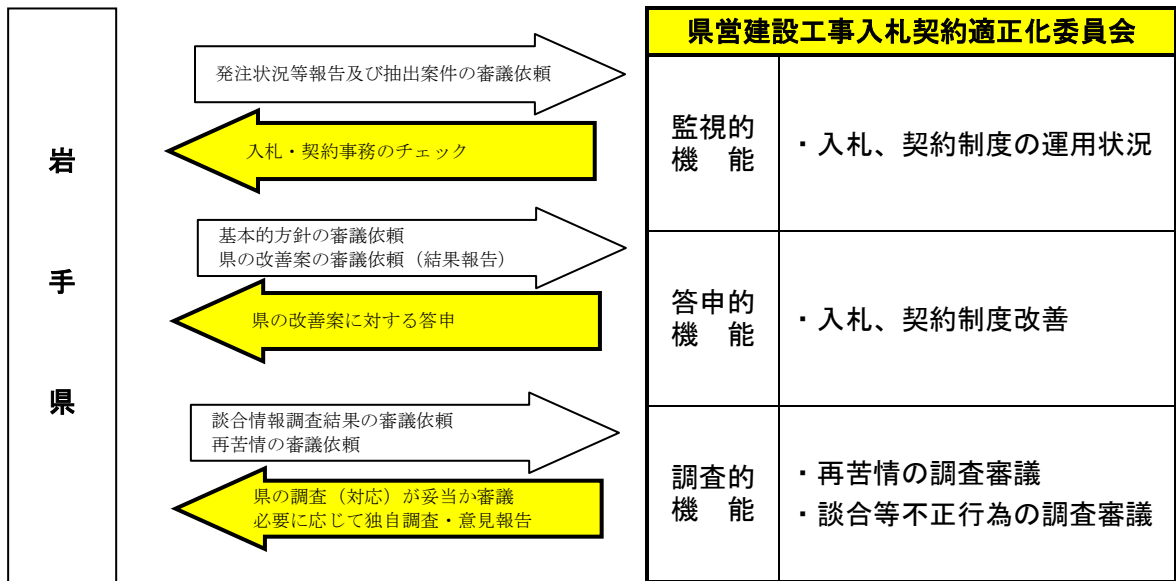 岩手県
発注状況等報告及び抽出案件の審議依頼
入札・契約事務のチェック
基本的方針の審議依頼
県の改善案の審議依頼（結果報告）
県の改善案に対する答申
談合情報調査結果の審議依頼
再苦情の審議依頼
県の調査（対応）が妥当か審議
必要に応じて独自調査・意見報告
県営建設工事入札契約適正化委員会
監視的
機　能
・入札、契約制度の運用状況
答申的
機　能
・入札、契約制度改善
調査的
機　能
・再苦情の調査審議
・談合等不正行為の調査審議